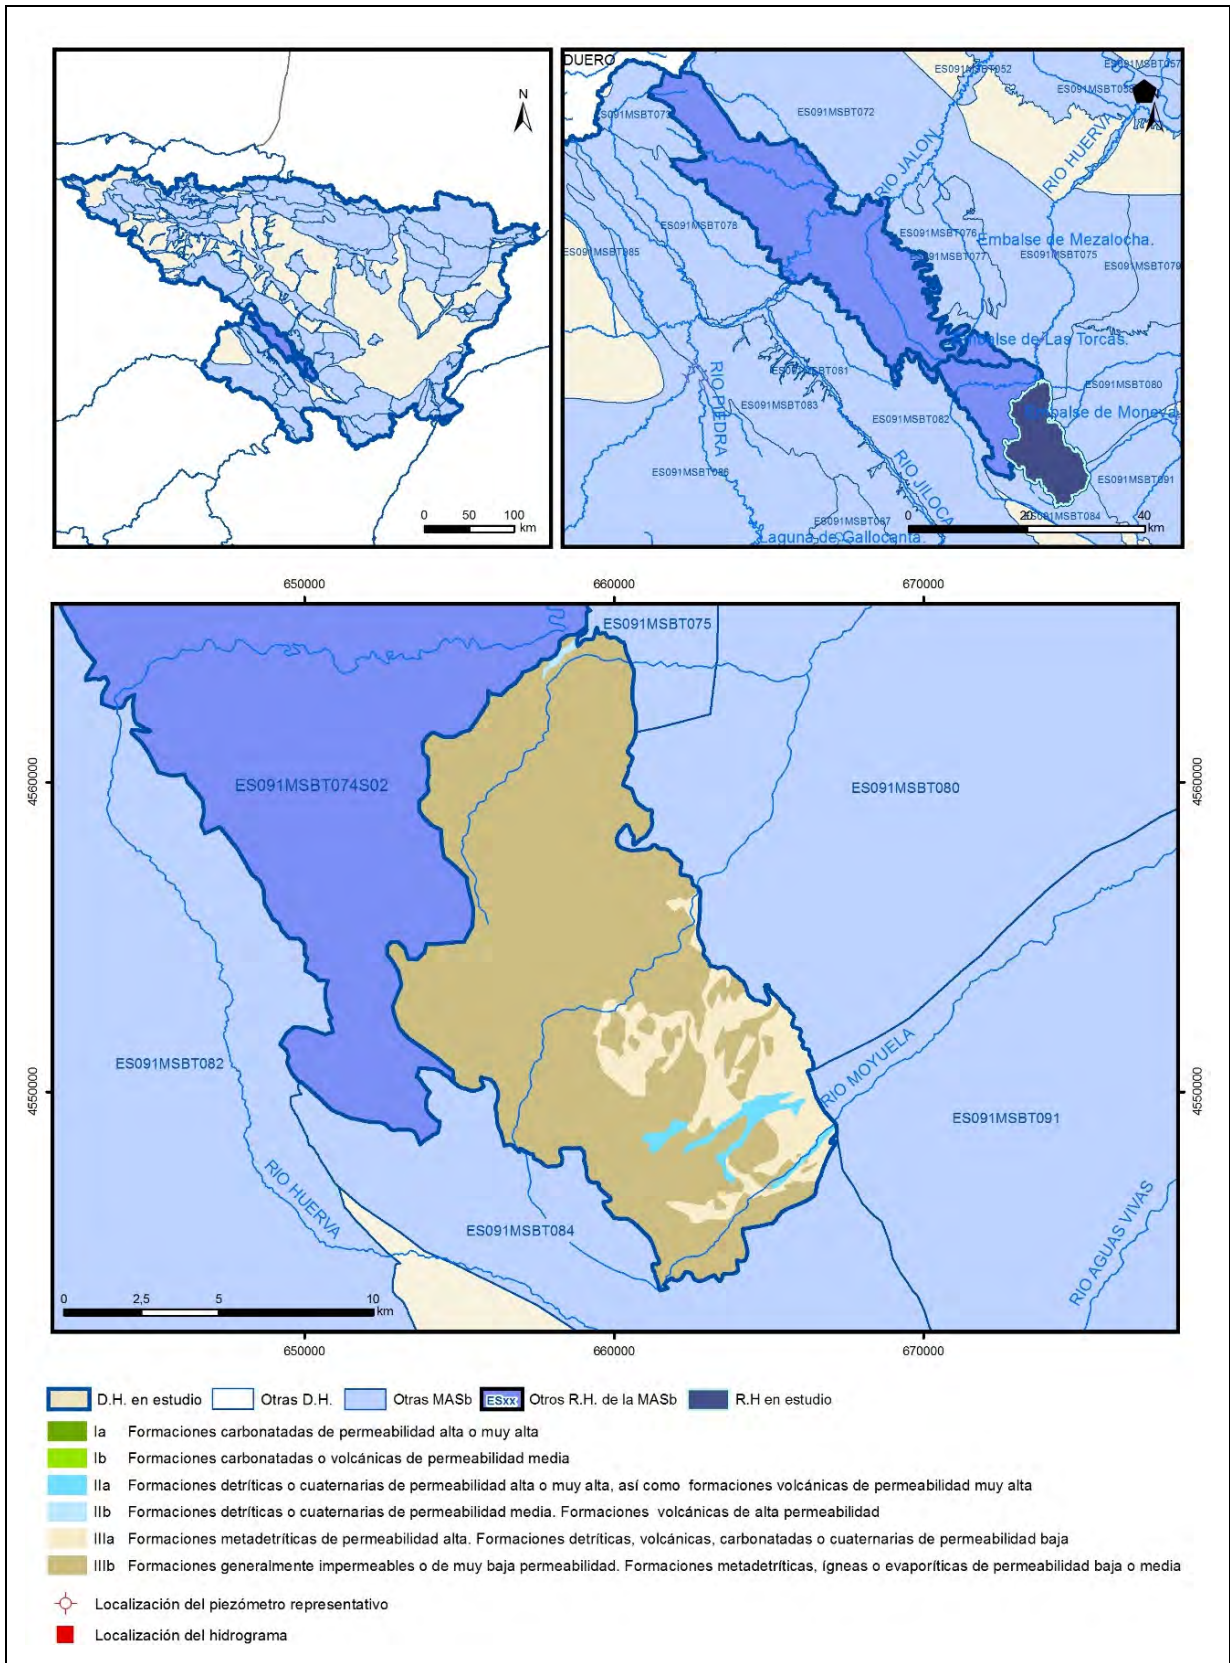 N
0 50 100
km
DUERO
ES091MSBT052
ES091MSBT057
ES091MSBT058
N
ES091MSBT073
ES091MSBT072
RIO JALON
RIO HUERVA
ES091MSBT078
ES091MSBT085
ES091MSBT076
Embalse de Mezalocha.
ES091MSBT077
ES091MSBT075
ES091MSBT079
Embalse de Las Torcas.
ES091MSBT081
ES091MSBT080
RIO PIEDRA
ES091MSBT083
ES091MSBT082
Embalse de Moneva.
ES091MSBT086
RIO JILOCA
ES091MSBT091
ES091MSBT087
ES091MSBT084
0 20 40
km
Laguna de Gallocanta.
650000 660000 670000
ES091MSBT075
4560000
ES091MSBT074S02
ES091MSBT080
4560000
ES091MSBT082
RIO MOYUELA
4550000
ES091MSBT091
4550000
RIO HUERVA
ES091MSBT084
RIO AGUAS VIVAS
0 2,5 5 10
km
650000 660000 670000
D.H. en estudio Otras D.H. Otras MASb ESxx Otros R.H. de la MASb R.H en estudio
Ia Formaciones carbonatadas de permeabilidad alta o muy alta
Ib Formaciones carbonatadas o volcánicas de permeabilidad media
IIa Formaciones detríticas o cuaternarias de permeabilidad alta o muy alta, así como formaciones volcánicas de permeabilidad muy alta
IIb Formaciones detríticas o cuaternarias de permeabilidad media. Formaciones volcánicas de alta permeabilidad
IIIa Formaciones metadetríticas de permeabilidad alta. Formaciones detríticas, volcánicas, carbonatadas o cuaternarias de permeabilidad baja
IIIb Formaciones generalmente impermeables o de muy baja permeabilidad. Formaciones metadetríticas, ígneas o evaporíticas de permeabilidad baja o media
Localización del piezómetro representativo
Localización del hidrograma